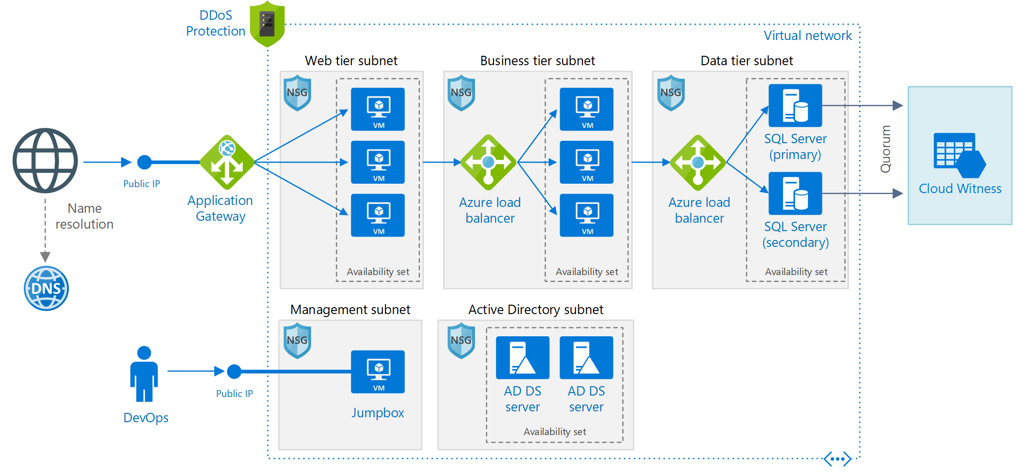 DDoS
Protection
Virtual network
Web tier subnet
Business tier subnet
Data tier subnet
NSG
NSG
NSG
VM
VM
VM
VM
VM
VM
Public IP
Application
Gateway
Azure load
balancer
Azure load
balancer
SQL Server
(primary)
SQL Server
(secondary)
Quorum
Cloud Witness
Name
resolution
DNS
Availability set
Availability set
Availability set
Management subnet
Active Directory subnet
NSG
NSG
DevOps
Public IP
VM
Jumpbox
AD DS
server
AD DS
server
Availability set